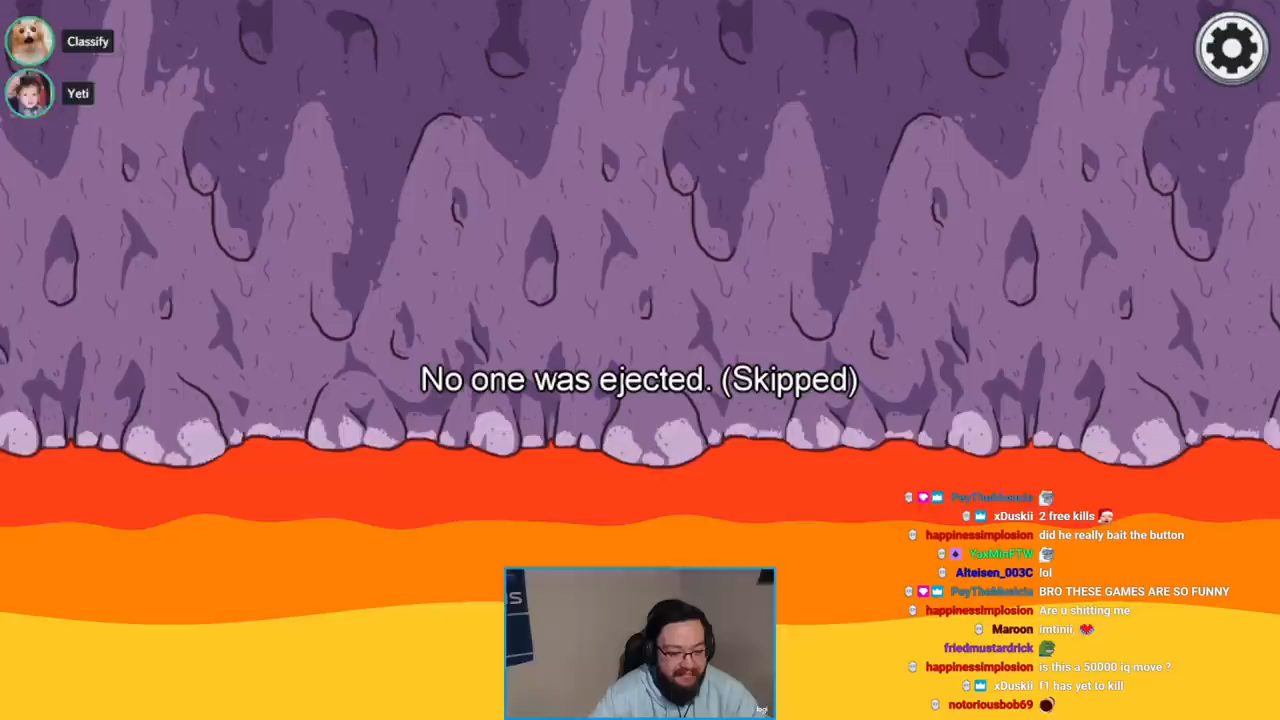 Classify
Yeti
No one was ejected. (Skipped)
xDuskii 2 free kills
happinessimplosion did he really bait the button
YaxMinFTW
Alteisen_003C lol
BRO THESE GAMES ARE SO FUNNY
happinessimplosion Are u shitting me
Maroon imtinii,
friedmustardrick
happinessimplosion is this a 50000 iq move ?
xDuskii f1 has yet to kill
notoriousbob69
logi